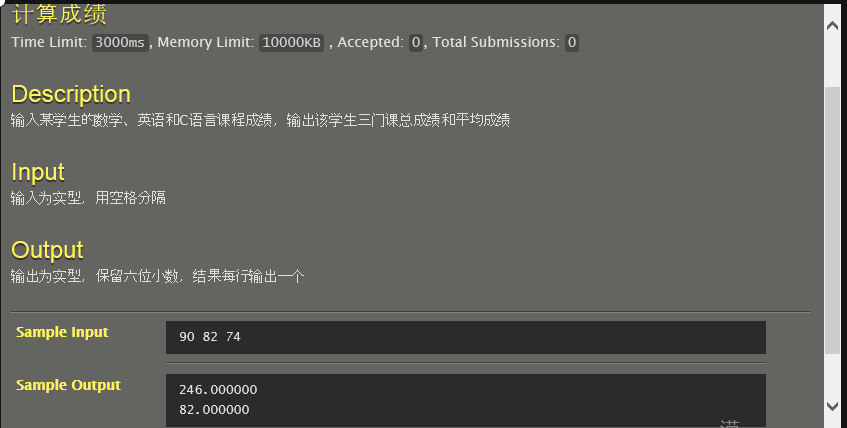 计算成绩
Time Limit: 3000ms, Memory Limit: 10000KB , Accepted: 0, Total Submissions: 0
Description
输入某学生的数学、英语和C语言课程成绩，输出该学生三门课总成绩和平均成绩
Input
输入为实型，用空格分隔
Output
输出为实型，保留六位小数，结果每行输出一个
Sample Input
90 82 74
Sample Output
246.000000
82.000000